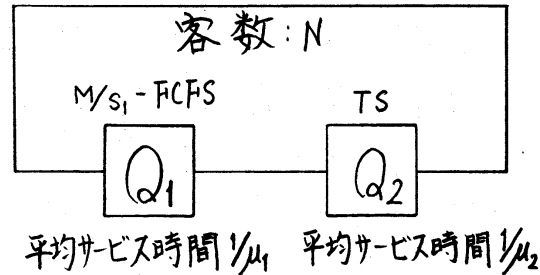 客数:N
M/S₁-FCFS
TS
Q₁
Q₂
平均サービス時間 1/μ₁
平均サービス時間 1/μ₂